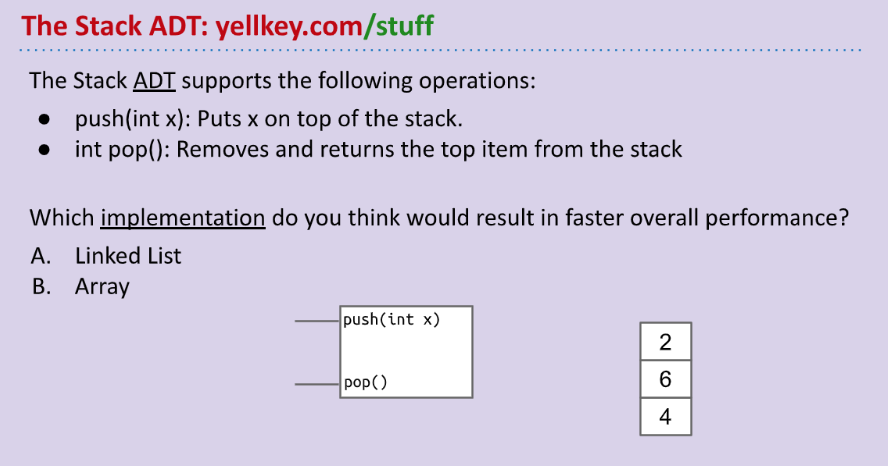 The Stack ADT: yellkey.com/stuff
The Stack ADT supports the following operations:
● push(int x): Puts x on top of the stack.
● int pop(): Removes and returns the top item from the stack
Which implementation do you think would result in faster overall performance?
A. Linked List
B. Array
push(int x)
pop()
2
6
4